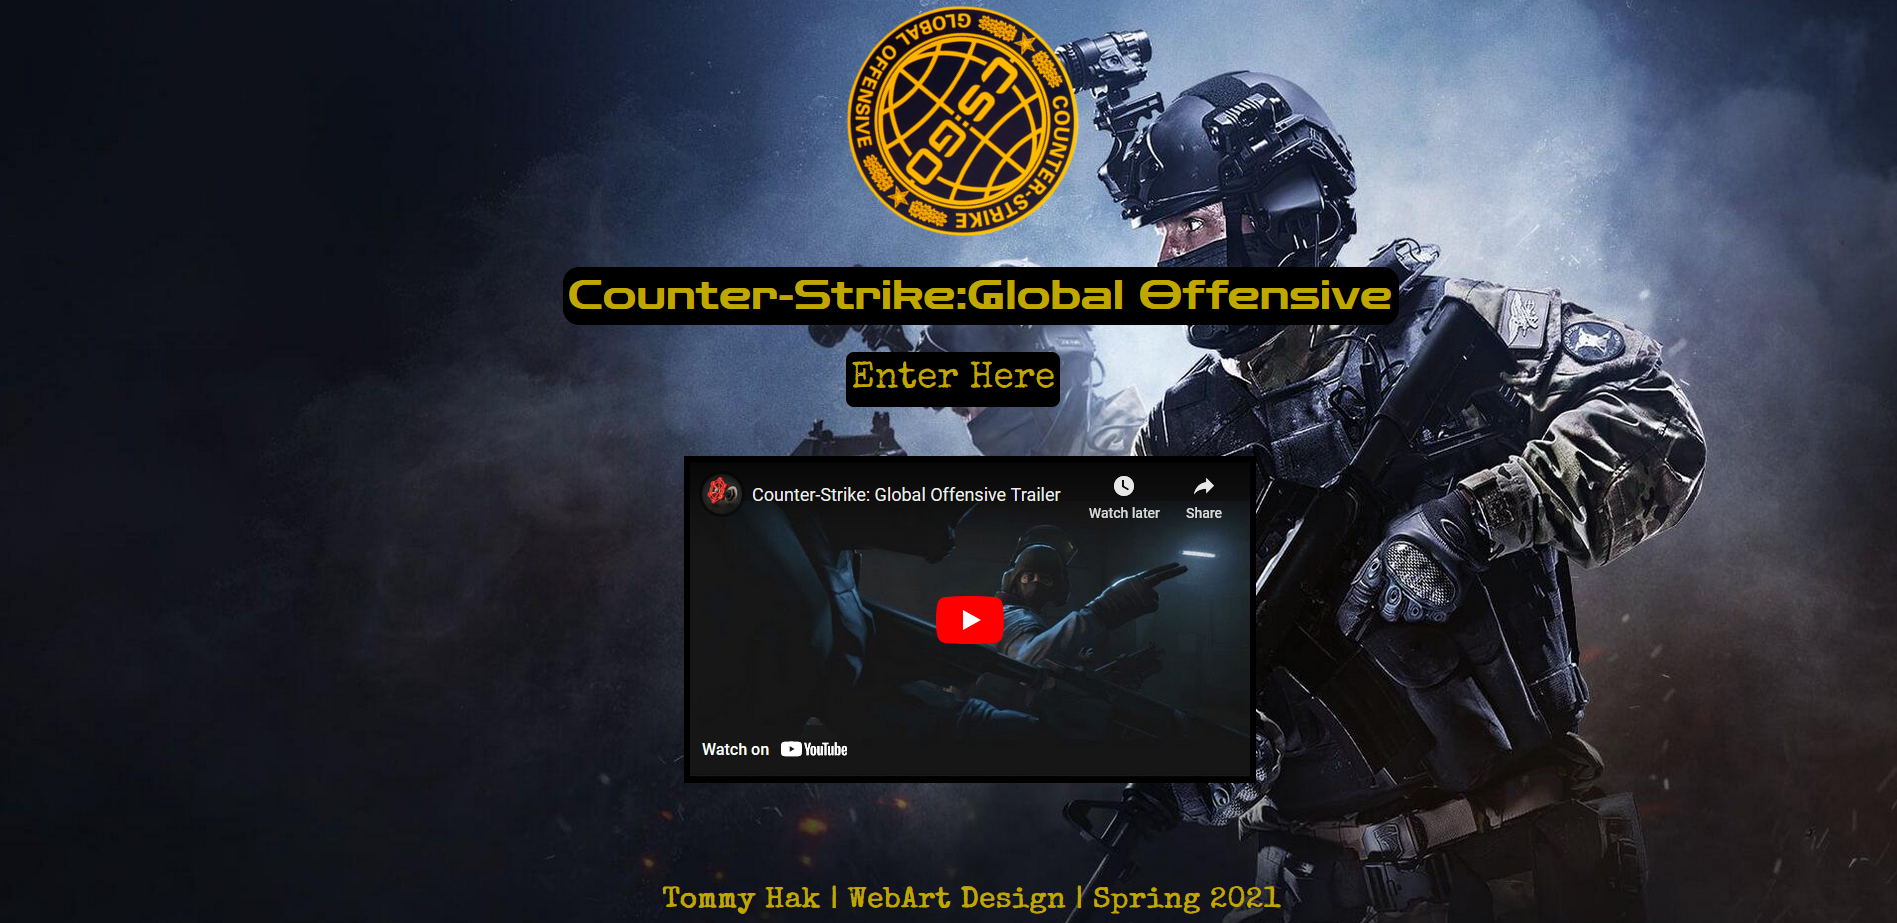 GLOBAL OFFENSIVE
COUNTER-STRIKE
CS:GO
Counter-Strike:Global Offensive
Enter Here
Counter-Strike: Global Offensive Trailer
Watch later
Share
Watch on YouTube
Tommy Hak | WebArt Design | Spring 2021